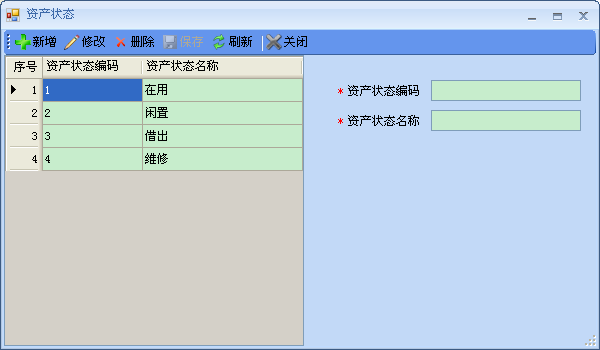 资产状态
新增 修改 删除 保存 刷新 关闭
序号 资产状态编码 资产状态名称
1 1 在用
2 2 闲置
3 3 借出
4 4 维修
* 资产状态编码
* 资产状态名称